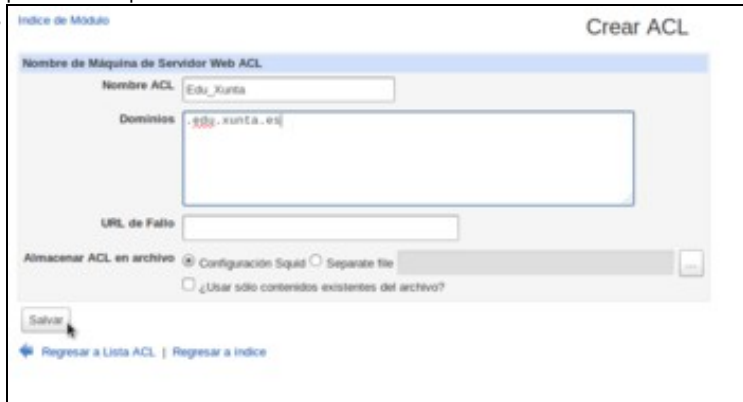 Indice de Módulo
Crear ACL
Nombre de Máquina de Servidor Web ACL
Nombre ACL Edu_Xunta
Dominios .edu.xunta.es
URL de Fallo
Almacenar ACL en archivo Configuración Squid Separate file ...
¿Usar sólo contenidos existentes del archivo?
Salvar
Regresar a Lista ACL | Regresar a índice